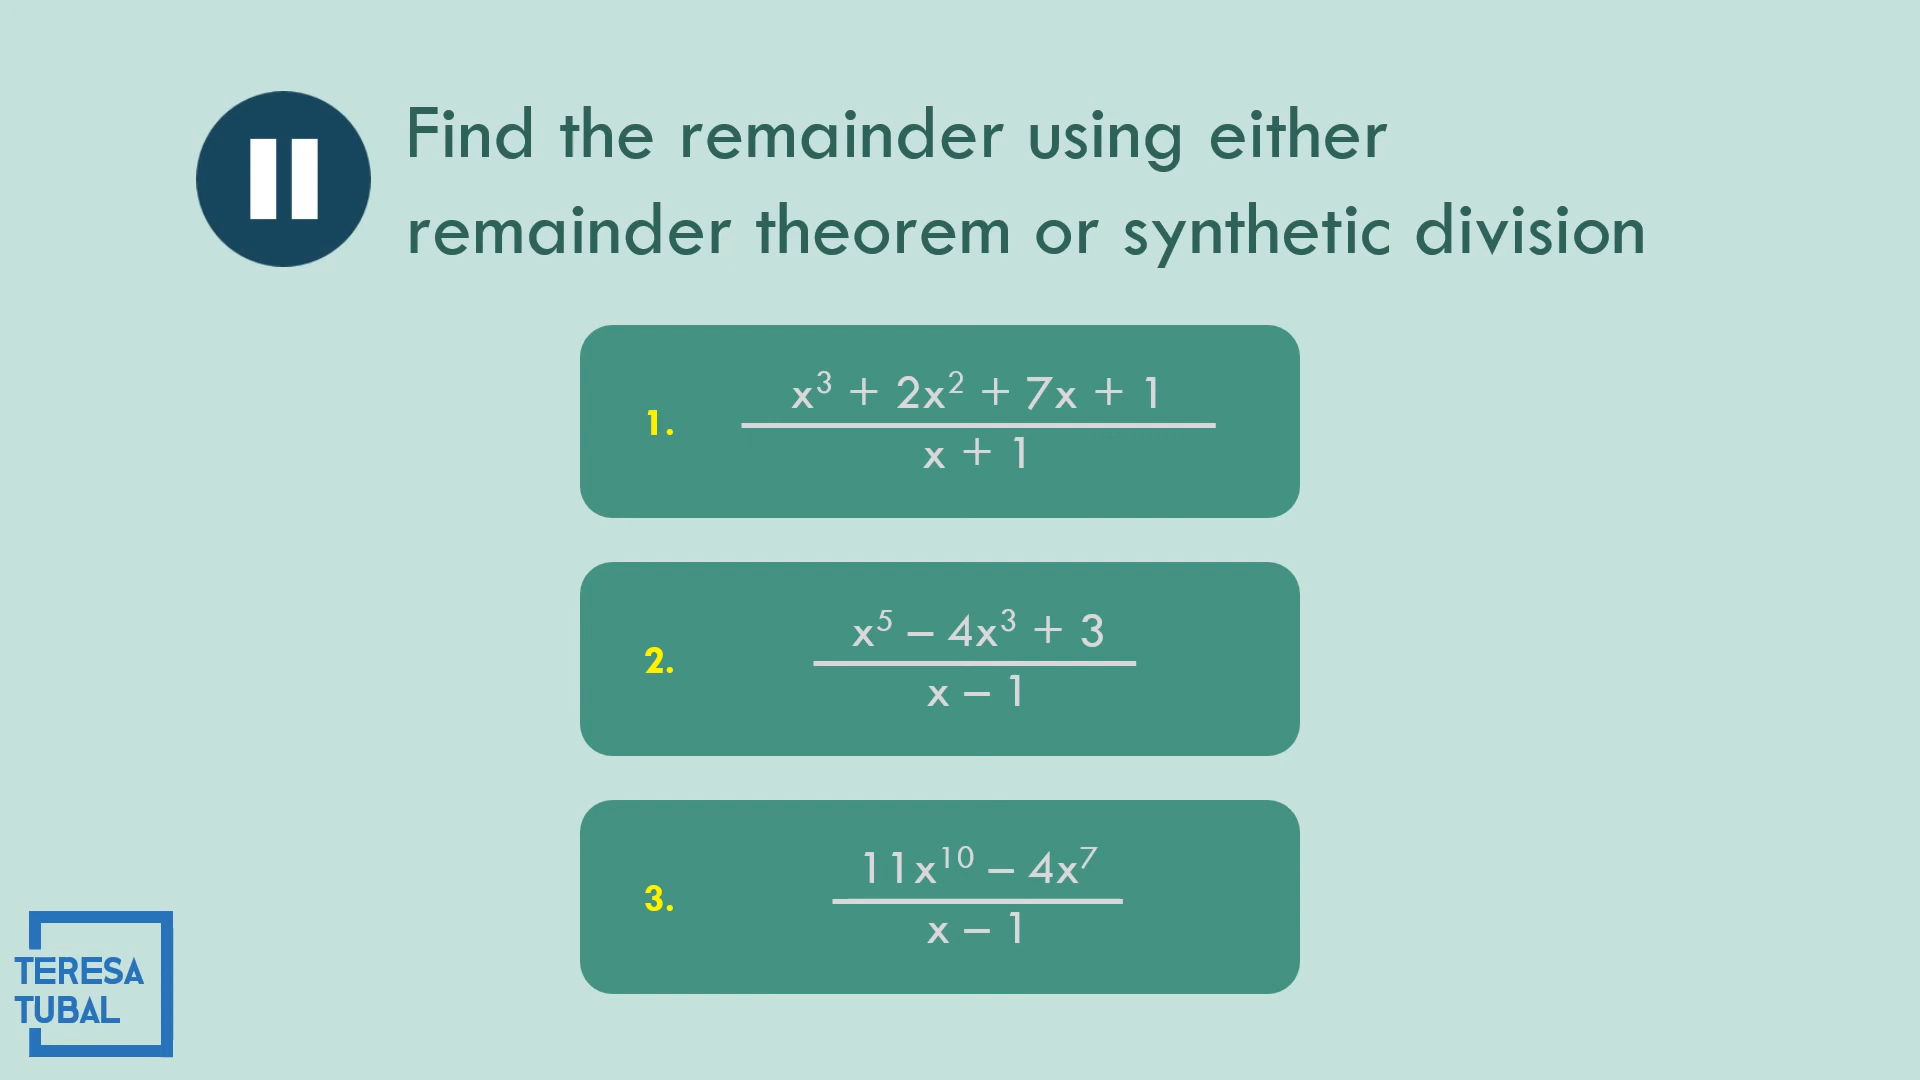 Find the remainder using either
remainder theorem or synthetic division
1.
x³ + 2x² + 7x + 1
x + 1
2.
x⁵ – 4x³ + 3
x – 1
3.
11x¹⁰ – 4x⁷
x – 1
TERESA
TUBAL